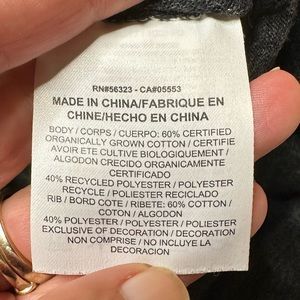 RN#56323 - CA#05553
MADE IN CHINA/FABRIQUE EN
CHINE/HECHO EN CHINA
BODY / CORPS / CUERPO: 60% CERTIFIED
ORGANICALLY GROWN COTTON / CERTIFIE
AVOIR ETE CULTIVE BIOLOGIQUEMENT /
ALGODON CRECIDO ORGANICAMENTE
CERTIFICADO
40% RECYCLED POLYESTER / POLYESTER
RECYCLE / POLIESTER RECICLADO
RIB / BORD COTE / RIBETE: 60% COTTON /
COTON / ALGODON
40% POLYESTER / POLYESTER / POLIESTER
EXCLUSIVE OF DECORATION / DECORATION
NON COMPRISE / NO INCLUYE LA
DECORACION